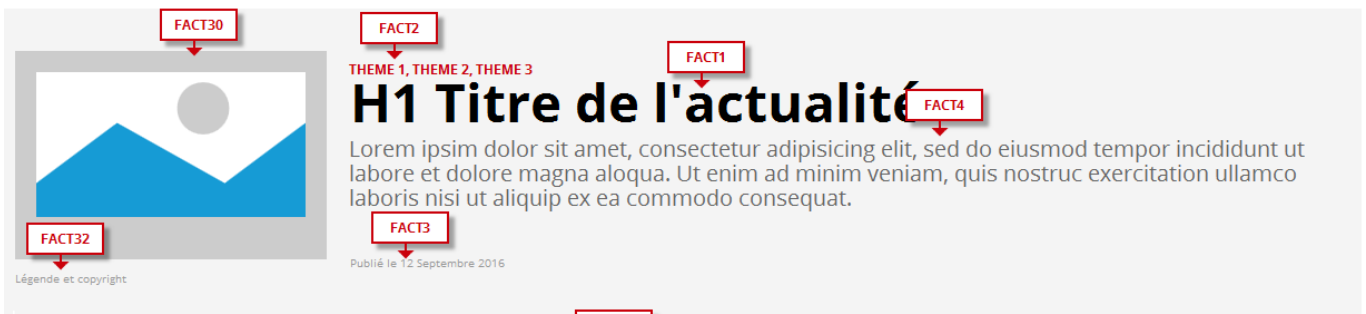 FACT30
FACT2
FACT1
THEME 1, THEME 2, THEME 3
H1 Titre de l'actualité
FACT4
Lorem ipsim dolor sit amet, consectetur adipisicing elit, sed do eiusmod tempor incididunt ut
labore et dolore magna aloqua. Ut enim ad minim veniam, quis nostruc exercitation ullamco
laboris nisi ut aliquip ex ea commodo consequat.
FACT3
FACT32
Publié le 12 Septembre 2016
Légende et copyright